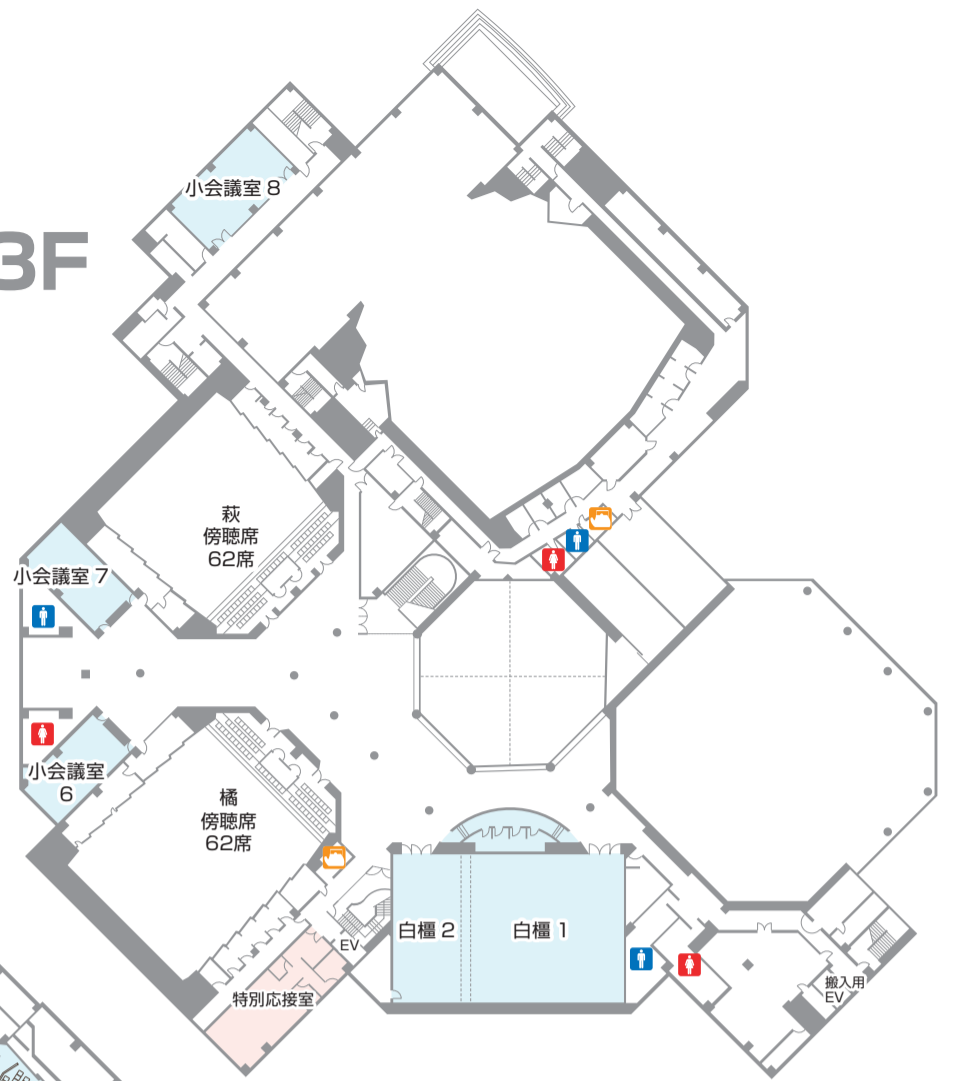 3F
小会議室 8
萩
傍聴席
62席
小会議室 7
小会議室
6
橘
傍聴席
62席
EV
特別応接室
白橿 2
白橿 1
搬入用
EV